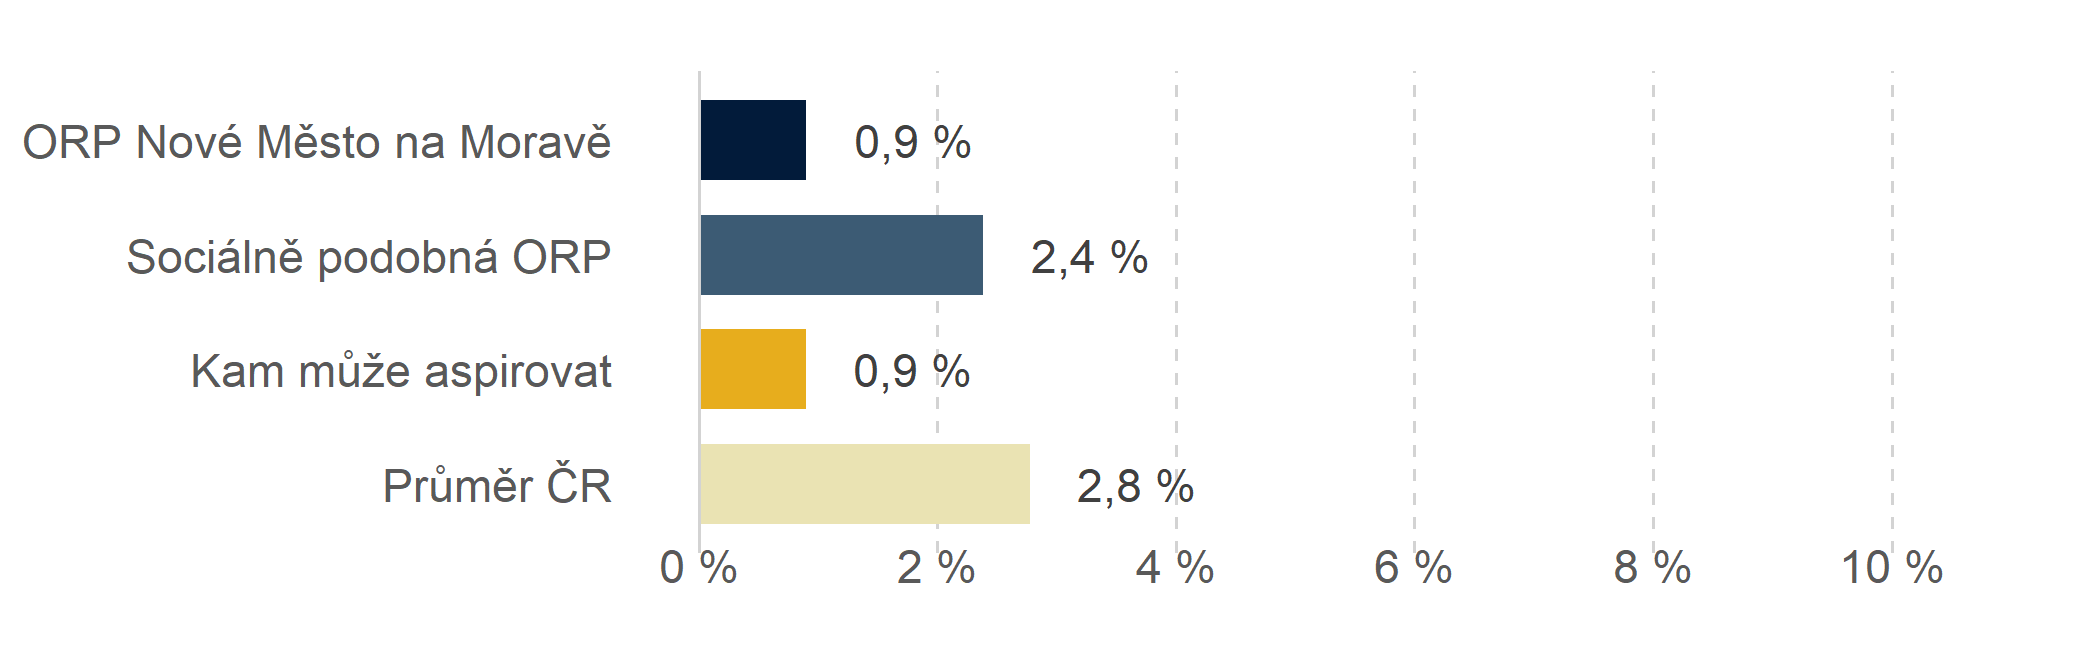 ORP Nové Město na Moravě 0,9 %
Sociálně podobná ORP 2,4 %
Kam může aspirovat 0,9 %
Průměr ČR 2,8 %
0 % 2 % 4 % 6 % 8 % 10 %